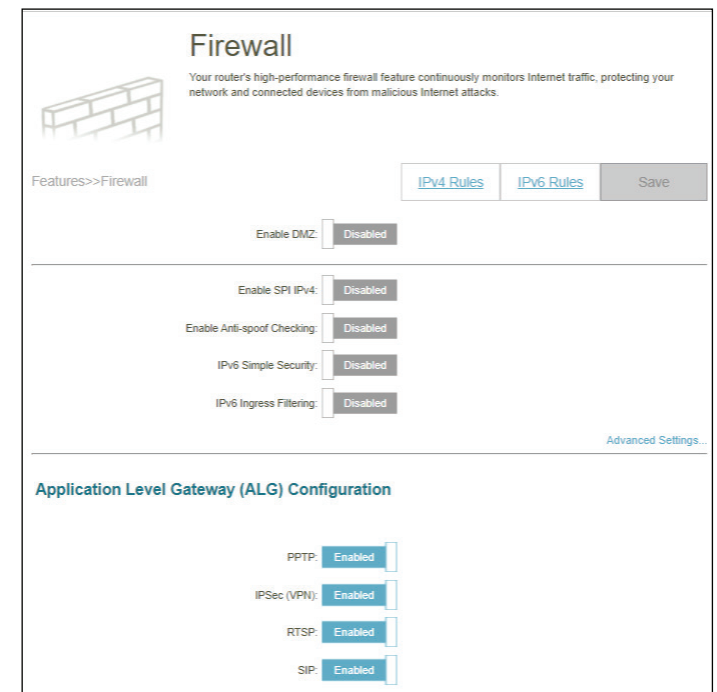 Firewall
Your router's high-performance firewall feature continuously monitors Internet traffic, protecting your
network and connected devices from malicious Internet attacks.
Features>>Firewall
IPv4 Rules
IPv6 Rules
Save
Enable DMZ: Disabled
Enable SPI IPv4: Disabled
Enable Anti-spoof Checking: Disabled
IPv6 Simple Security: Disabled
IPv6 Ingress Filtering: Disabled
Advanced Settings...
Application Level Gateway (ALG) Configuration
PPTP: Enabled
IPSec (VPN): Enabled
RTSP: Enabled
SIP: Enabled